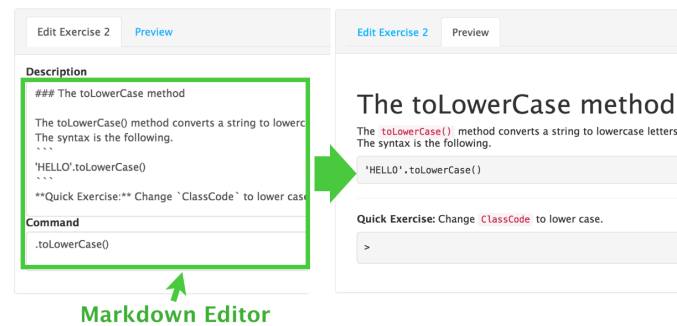 Edit Exercise 2
Preview
Description
### The toLowerCase method
The toLowerCase() method converts a string to lowerc
The syntax is the following.
```
'HELLO'.toLowerCase()
```
**Quick Exercise:** Change `ClassCode` to lower case
Command
.toLowerCase()
Markdown Editor
Edit Exercise 2
Preview
The toLowerCase method
The toLowerCase() method converts a string to lowercase letters
The syntax is the following.
'HELLO'.toLowerCase()
Quick Exercise: Change ClassCode to lower case.
>